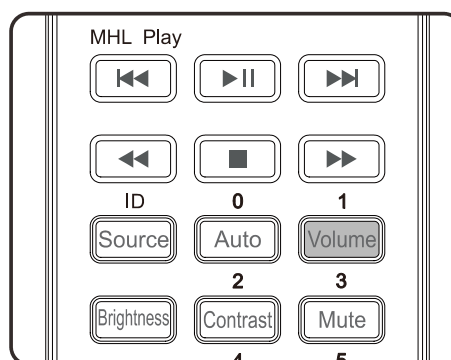 MHL Play
ID 0 1
Source Auto Volume
2 3
Brightness Contrast Mute
4 5